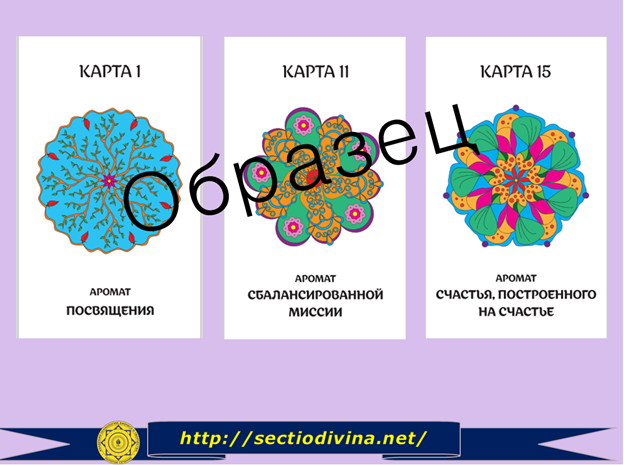 КАРТА 1
АРОМАТ
ПОСВЯЩЕНИЯ
КАРТА 11
АРОМАТ
СБАЛАНСИРОВАННОЙ
МИССИИ
КАРТА 15
АРОМАТ
СЧАСТЬЯ, ПОСТРОЕННОГО
НА СЧАСТЬЕ
Образец
http://sectiodivina.net/